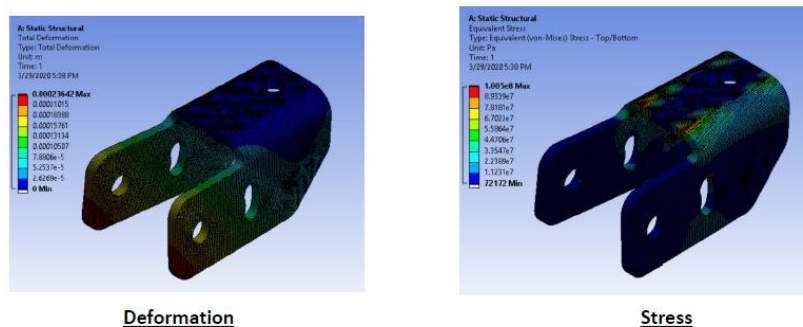 A: Static Structural
Total Deformation
Type: Total Deformation
Unit: m
Time: 1
3/29/2020 5:38 PM
0.00023642 Max
0.00021015
0.00018388
0.00015761
0.00013134
0.00010507
7.8806e-5
5.2537e-5
2.6269e-5
0 Min
Deformation
A: Static Structural
Equivalent Stress
Type: Equivalent (von-Mises) Stress - Top/Bottom
Unit: Pa
Time: 1
3/29/2020 5:38 PM
1.005e8 Max
8.9339e7
7.8181e7
6.7023e7
5.5864e7
4.4706e7
3.3547e7
2.2389e7
1.1231e7
72172 Min
Stress